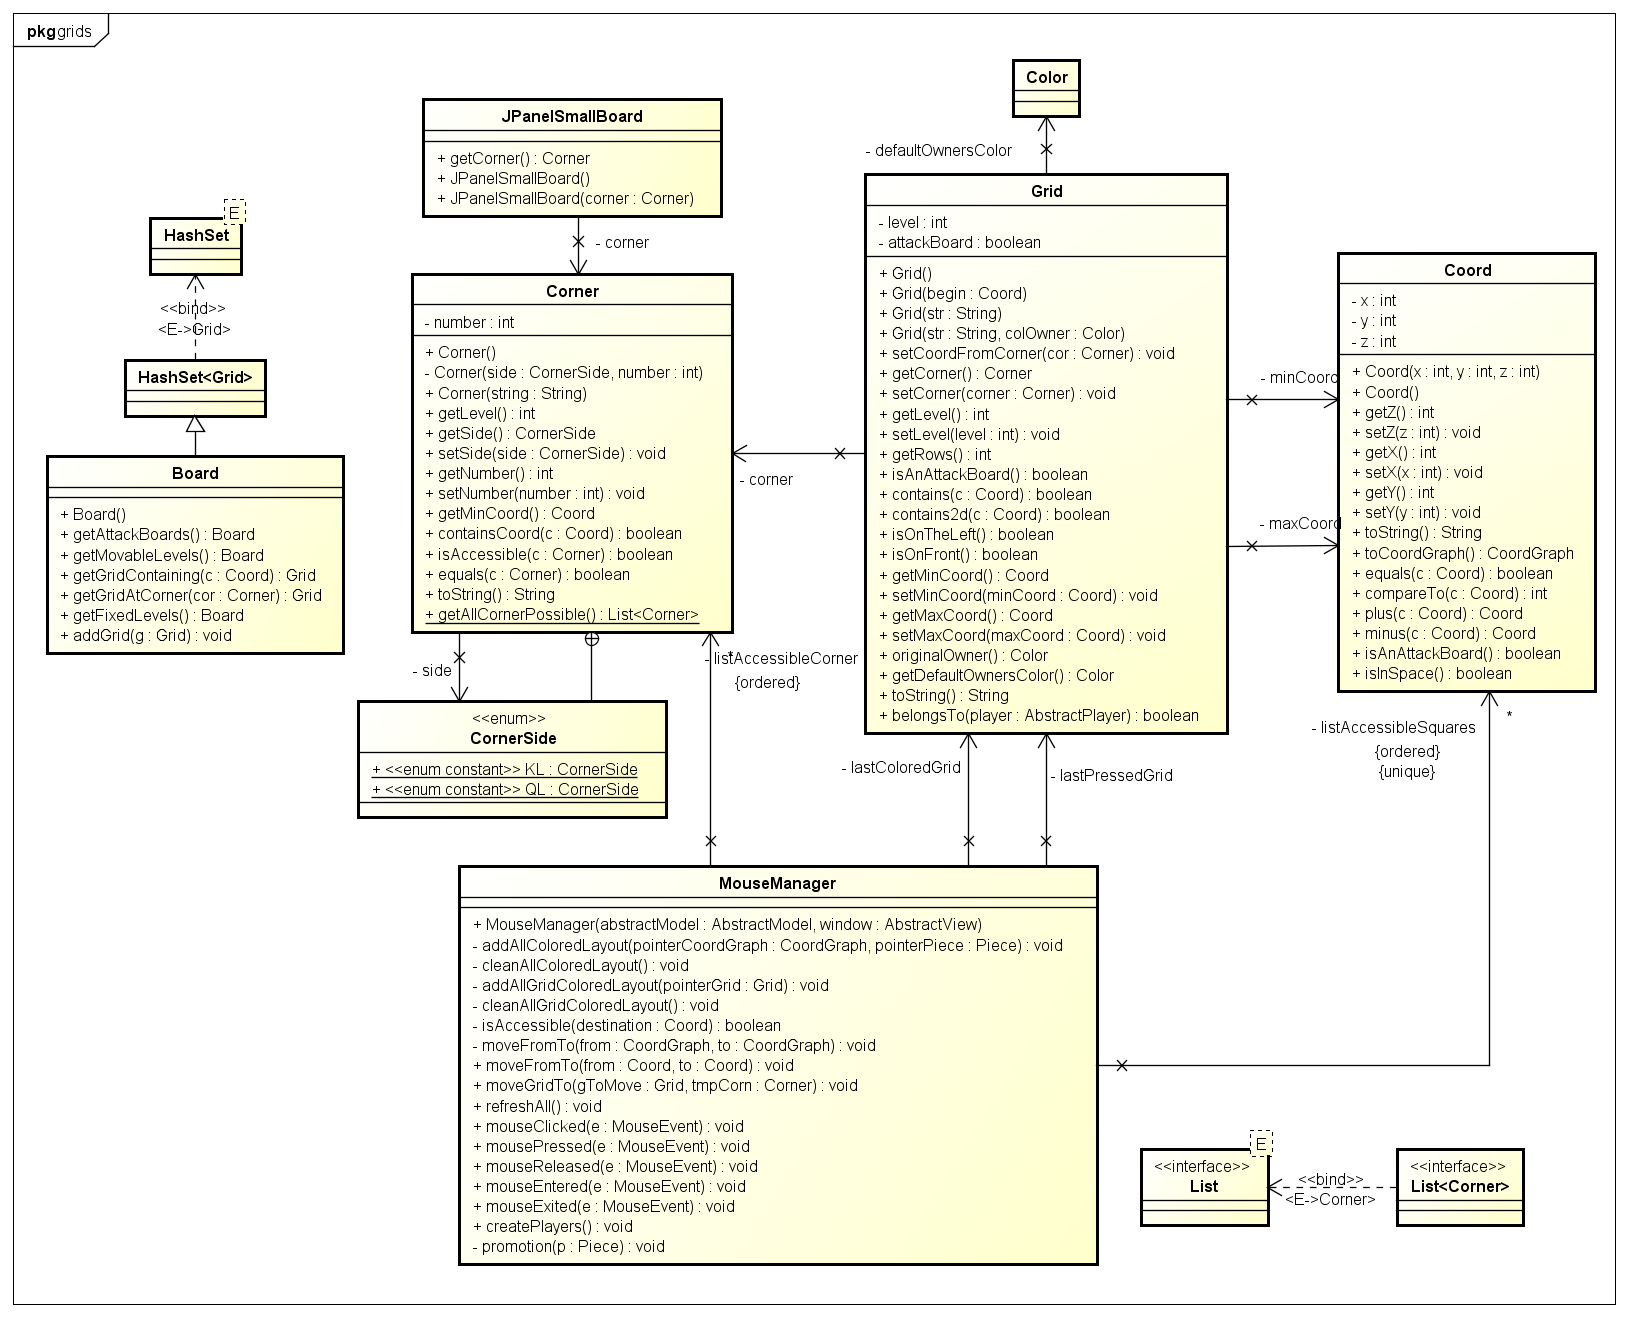 pkg grids
Color
- defaultOwnersColor
JPanelSmallBoard
+ getCorner() : Corner
+ JPanelSmallBoard()
+ JPanelSmallBoard(corner : Corner)
- corner
E
HashSet
<<bind>>
<E->Grid>
HashSet<Grid>
Board
+ Board()
+ getAttackBoards() : Board
+ getMovableLevels() : Board
+ getGridContaining(c : Coord) : Grid
+ getGridAtCorner(cor : Corner) : Grid
+ getFixedLevels() : Board
+ addGrid(g : Grid) : void
Corner
- number : int
+ Corner()
- Corner(side : CornerSide, number : int)
+ Corner(string : String)
+ getLevel() : int
+ getSide() : CornerSide
+ setSide(side : CornerSide) : void
+ getNumber() : int
+ setNumber(number : int) : void
+ getMinCoord() : Coord
+ containsCoord(c : Coord) : boolean
+ isAccessible(c : Corner) : boolean
+ equals(c : Corner) : boolean
+ toString() : String
+ getAllCornerPossible() : List<Corner>
- corner
Grid
- level : int
- attackBoard : boolean
+ Grid()
+ Grid(begin : Coord)
+ Grid(str : String)
+ Grid(str : String, colOwner : Color)
+ setCoordFromCorner(cor : Corner) : void
+ getCorner() : Corner
+ setCorner(corner : Corner) : void
+ getLevel() : int
+ setLevel(level : int) : void
+ getRows() : int
+ isAnAttackBoard() : boolean
+ contains(c : Coord) : boolean
+ contains2d(c : Coord) : boolean
+ isOnTheLeft() : boolean
+ isOnFront() : boolean
+ getMinCoord() : Coord
+ setMinCoord(minCoord : Coord) : void
+ getMaxCoord() : Coord
+ setMaxCoord(maxCoord : Coord) : void
+ originalOwner() : Color
+ getDefaultOwnersColor() : Color
+ toString() : String
+ belongsTo(player : AbstractPlayer) : boolean
- minCoord
- maxCoord
Coord
- x : int
- y : int
- z : int
+ Coord(x : int, y : int, z : int)
+ Coord()
+ getZ() : int
+ setZ(z : int) : void
+ getX() : int
+ setX(x : int) : void
+ getY() : int
+ setY(y : int) : void
+ toString() : String
+ toCoordGraph() : CoordGraph
+ equals(c : Coord) : boolean
+ compareTo(c : Coord) : int
+ plus(c : Coord) : Coord
+ minus(c : Coord) : Coord
+ isAnAttackBoard() : boolean
+ isInSpace() : boolean
- side
*
- listAccessibleCorner
{ordered}
<<enum>>
CornerSide
+ <<enum constant>> KL : CornerSide
+ <<enum constant>> QL : CornerSide
- lastColoredGrid
- lastPressedGrid
*
- listAccessibleSquares
{ordered}
{unique}
MouseManager
+ MouseManager(abstractModel : AbstractModel, window : AbstractView)
- addAllColoredLayout(pointerCoordGraph : CoordGraph, pointerPiece : Piece) : void
- cleanAllColoredLayout() : void
- addAllGridColoredLayout(pointerGrid : Grid) : void
- cleanAllGridColoredLayout() : void
- isAccessible(destination : Coord) : boolean
- moveFromTo(from : CoordGraph, to : CoordGraph) : void
+ moveFromTo(from : Coord, to : Coord) : void
+ moveGridTo(gToMove : Grid, tmpCorn : Corner) : void
+ refreshAll() : void
+ mouseClicked(e : MouseEvent) : void
+ mousePressed(e : MouseEvent) : void
+ mouseReleased(e : MouseEvent) : void
+ mouseEntered(e : MouseEvent) : void
+ mouseExited(e : MouseEvent) : void
+ createPlayers() : void
- promotion(p : Piece) : void
E
<<interface>>
List
<<bind>>
<E->Corner>
<<interface>>
List<Corner>